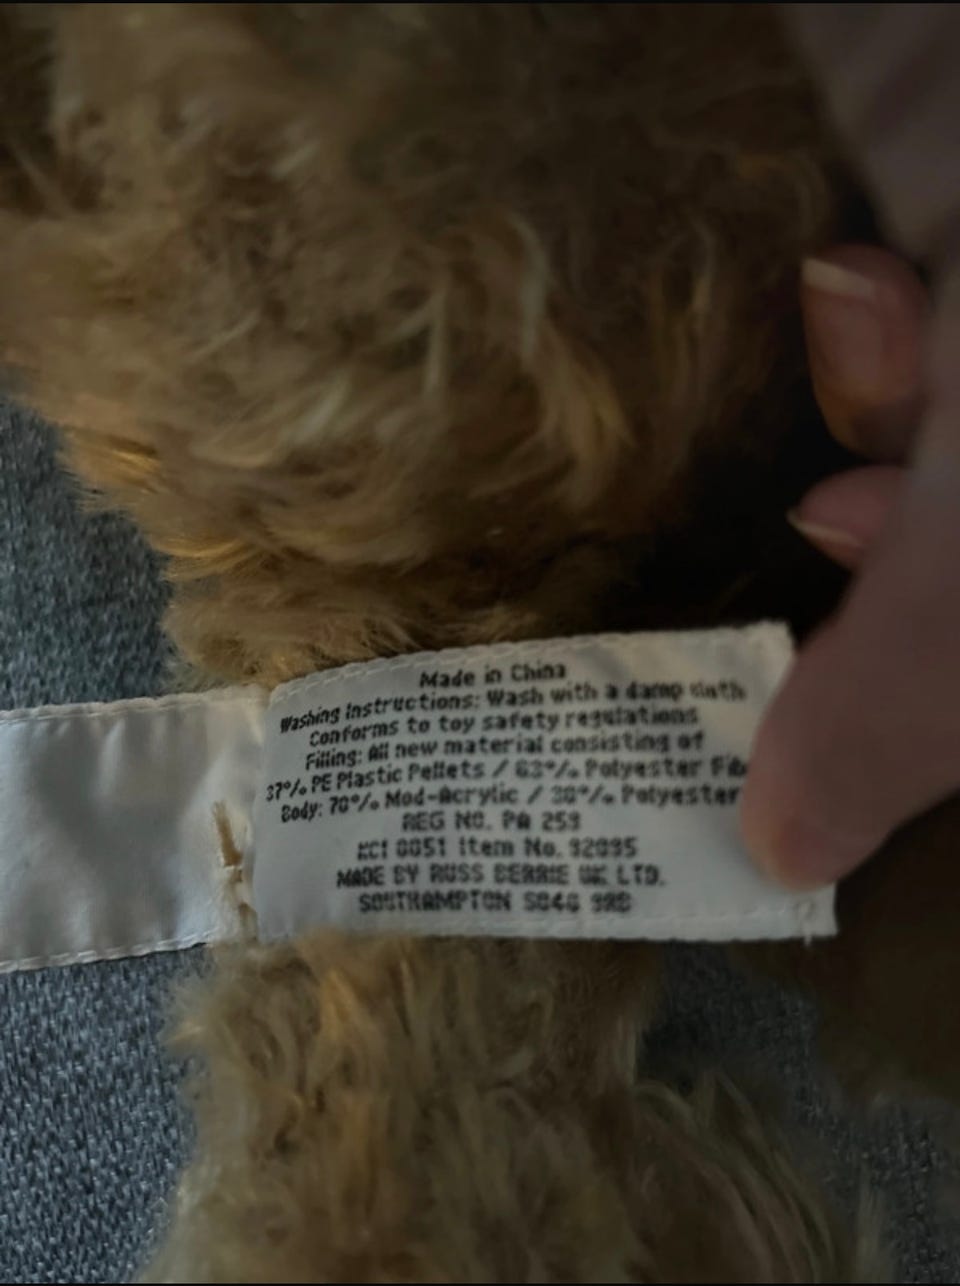 Made in China
Washing Instructions: Wash with a damp cloth
Conforms to toy safety regulations
Filling: All new material consisting of
37% PE Plastic Pellets / 63% Polyester Fib
Body: 70% Mod-Acrylic / 30% Polyester
REG NO. PA 259
Item No.
MADE BY RUSS BERRIE UK LTD.
SOUTHAMPTON